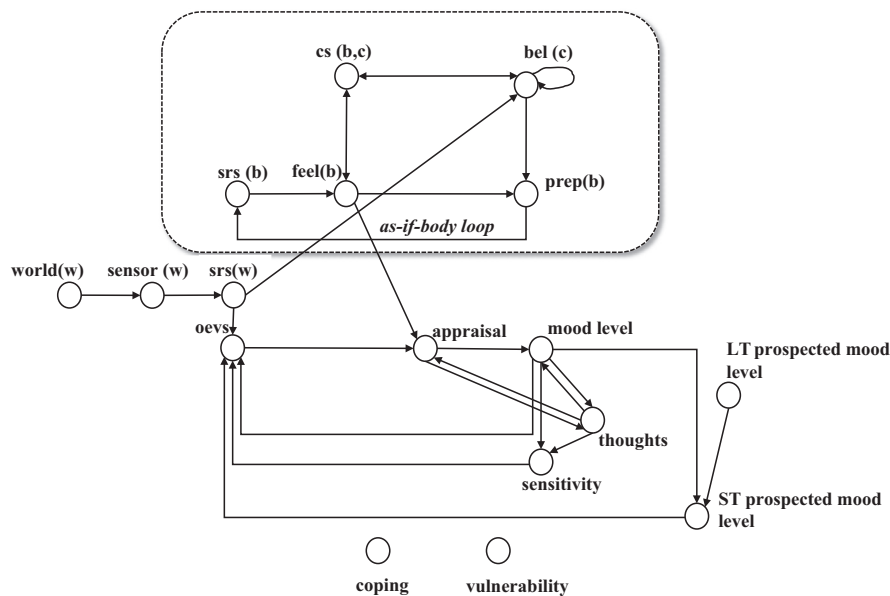 cs (b,c)
bel (c)
srs (b)
feel(b)
prep(b)
as-if-body loop
world(w)
sensor (w)
srs(w)
oevs
appraisal
mood level
LT prospected mood
level
thoughts
sensitivity
ST prospected mood
level
coping
vulnerability